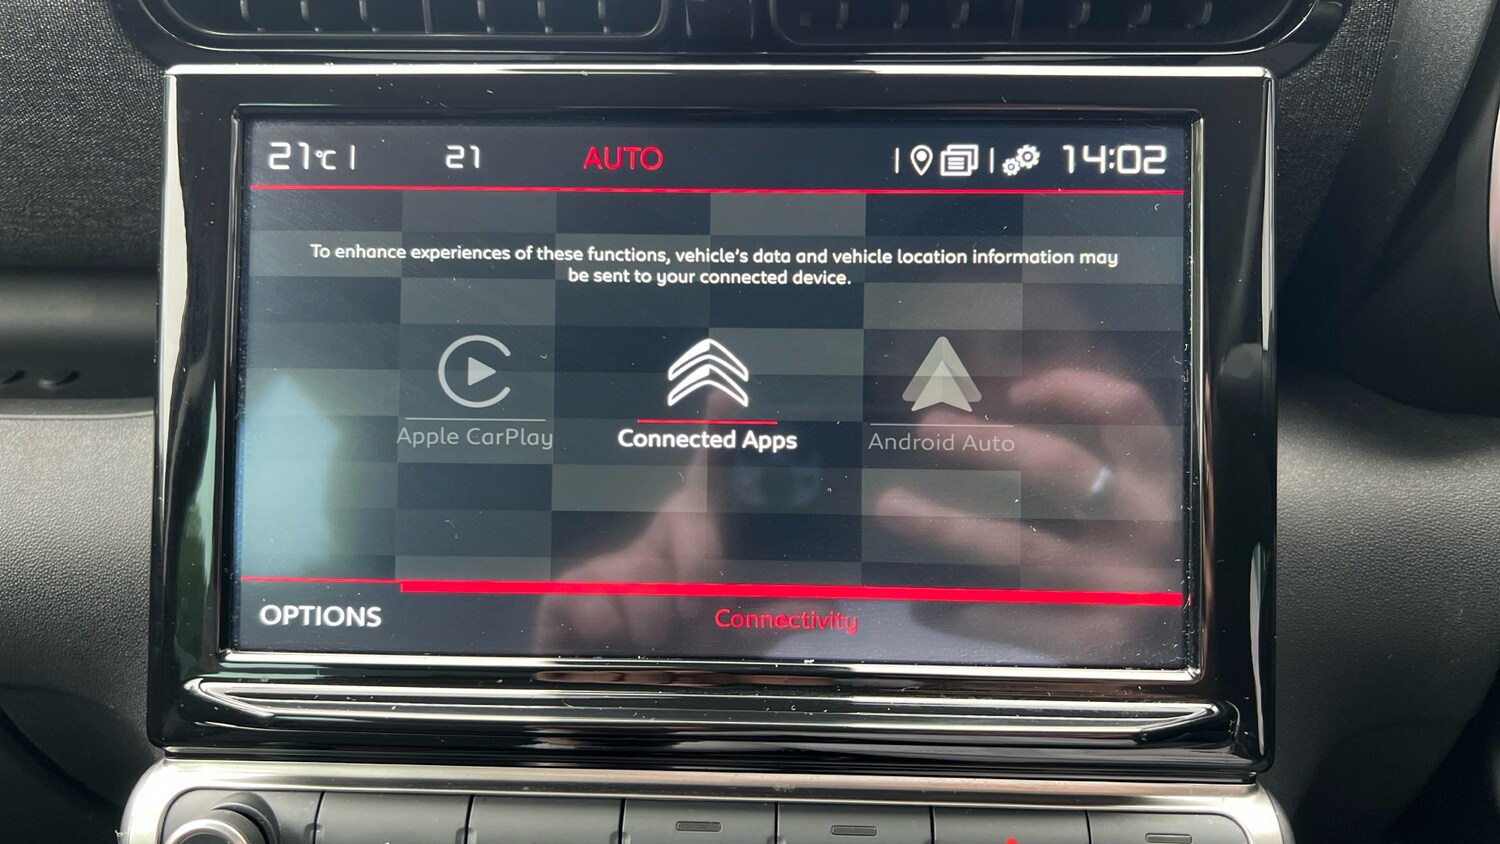 21°C 21 AUTO 14:02
To enhance experiences of these functions, vehicle's data and vehicle location information may
be sent to your connected device.
Apple CarPlay Connected Apps Android Auto
OPTIONS Connectivity